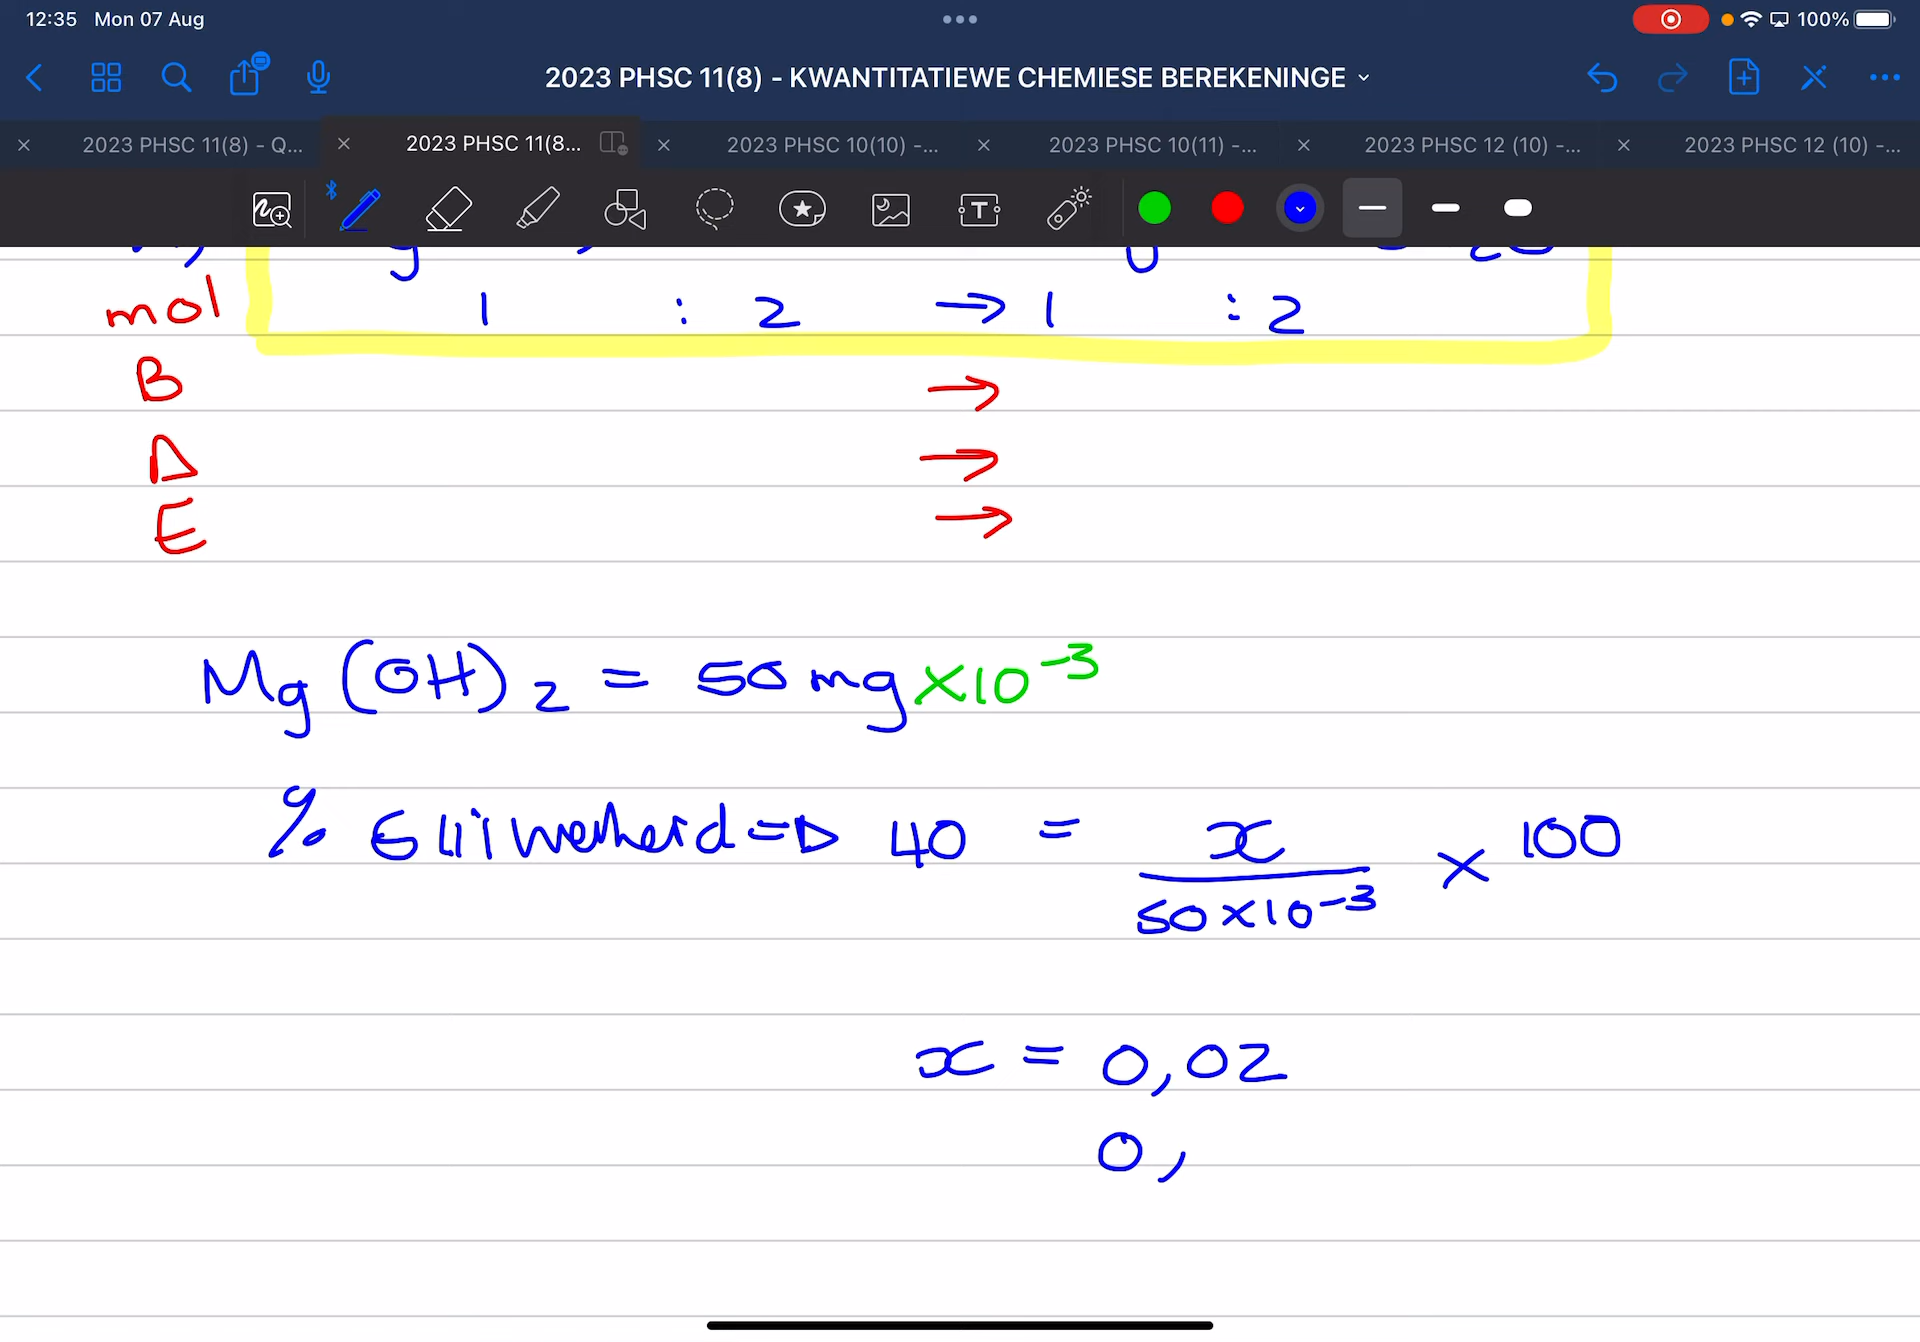 12:35 Mon 07 Aug
100%
2023 PHSC 11(8) - KWANTITATIEWE CHEMIESE BEREKENINGE
2023 PHSC 11(8) - Q... 2023 PHSC 11(8... 2023 PHSC 10(10) -... 2023 PHSC 10(11) -... 2023 PHSC 12 (10) -... 2023 PHSC 12 (10) -...
T
mol 1 : 2 → 1 : 2
B →
Δ →
E →
Mg(OH)₂ = 50 mg ×10⁻³
% 40 = x / 50×10⁻³ × 100
x = 0,02
0,